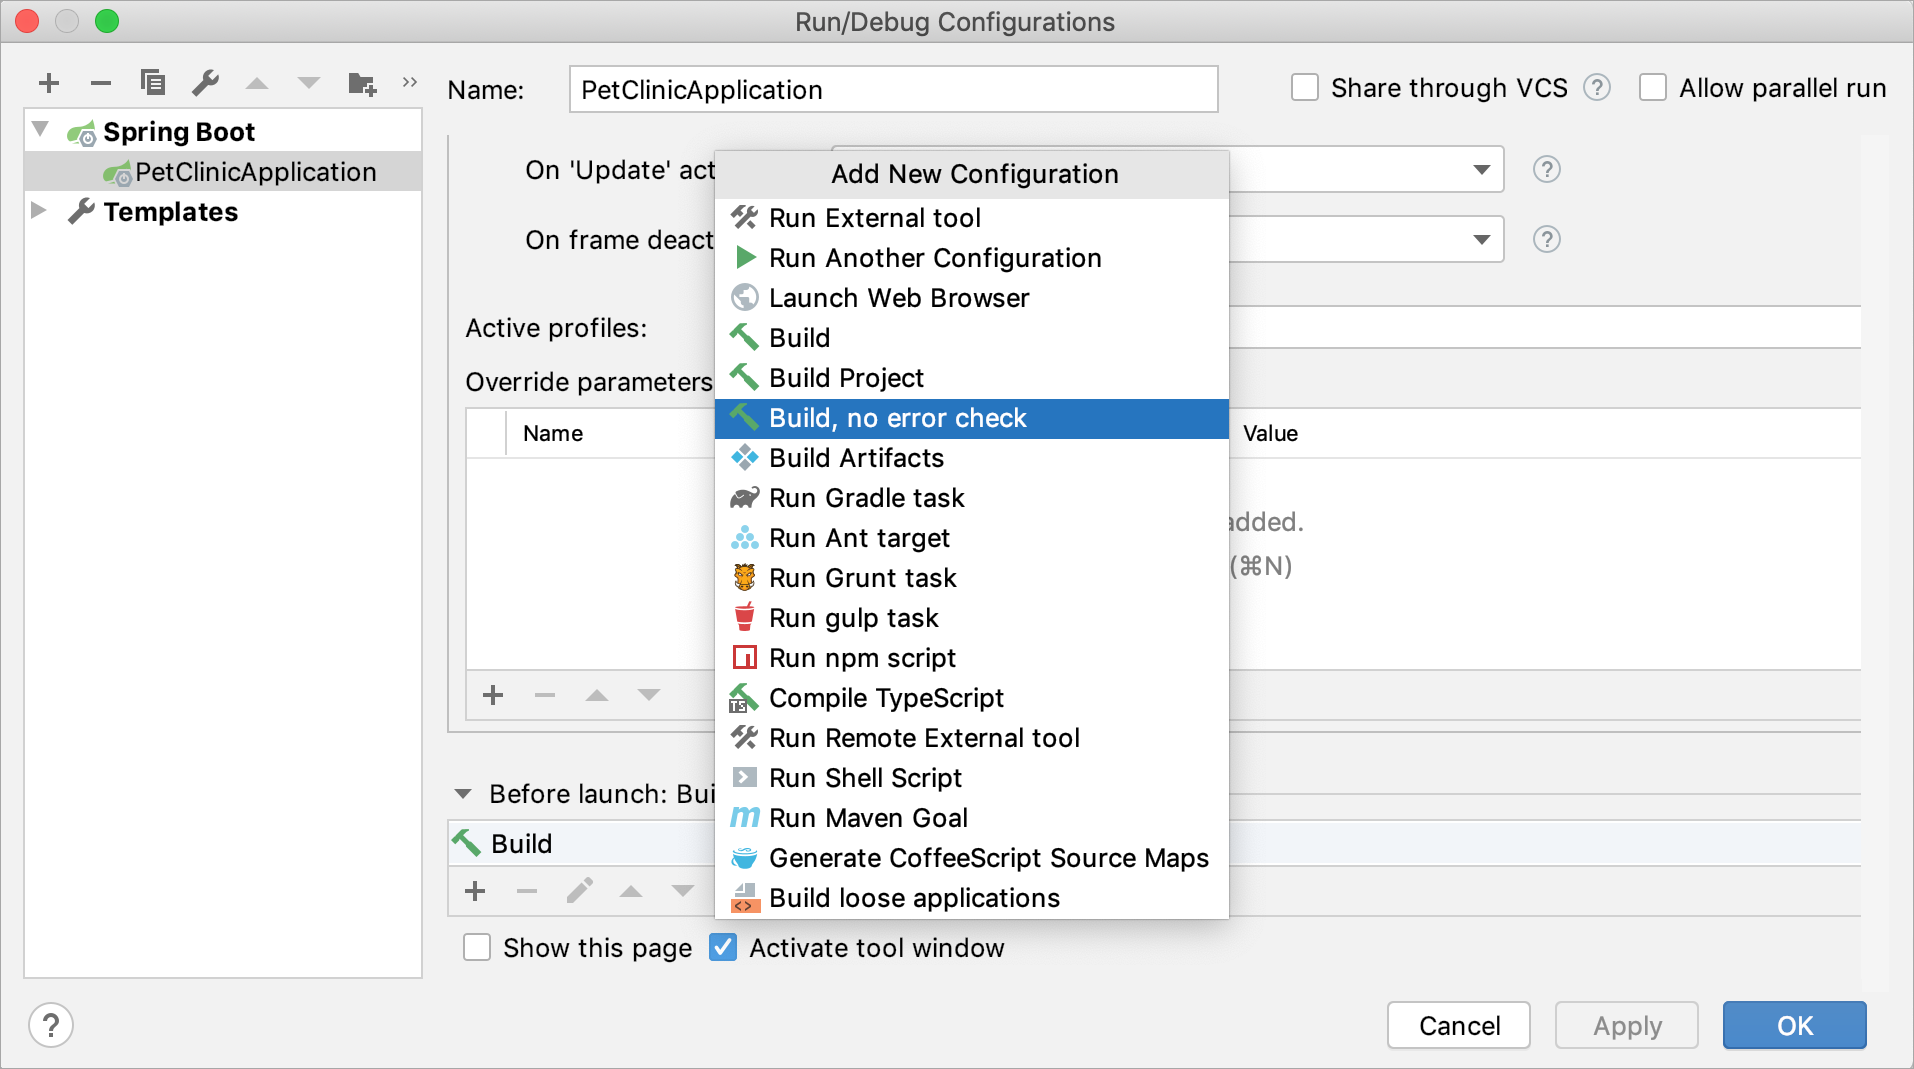 Run/Debug Configurations
Name: PetClinicApplication
Share through VCS ?
Allow parallel run
Spring Boot
PetClinicApplication
Templates
On 'Update' act
?
On frame deact
?
Active profiles:
Override parameters
Name
Value
added.
(⌘N)
Before launch: Bui
Build
Show this page
Activate tool window
Add New Configuration
Run External tool
Run Another Configuration
Launch Web Browser
Build
Build Project
Build, no error check
Build Artifacts
Run Gradle task
Run Ant target
Run Grunt task
Run gulp task
Run npm script
TS Compile TypeScript
Run Remote External tool
Run Shell Script
m Run Maven Goal
Generate CoffeeScript Source Maps
Build loose applications
?
Cancel
Apply
OK